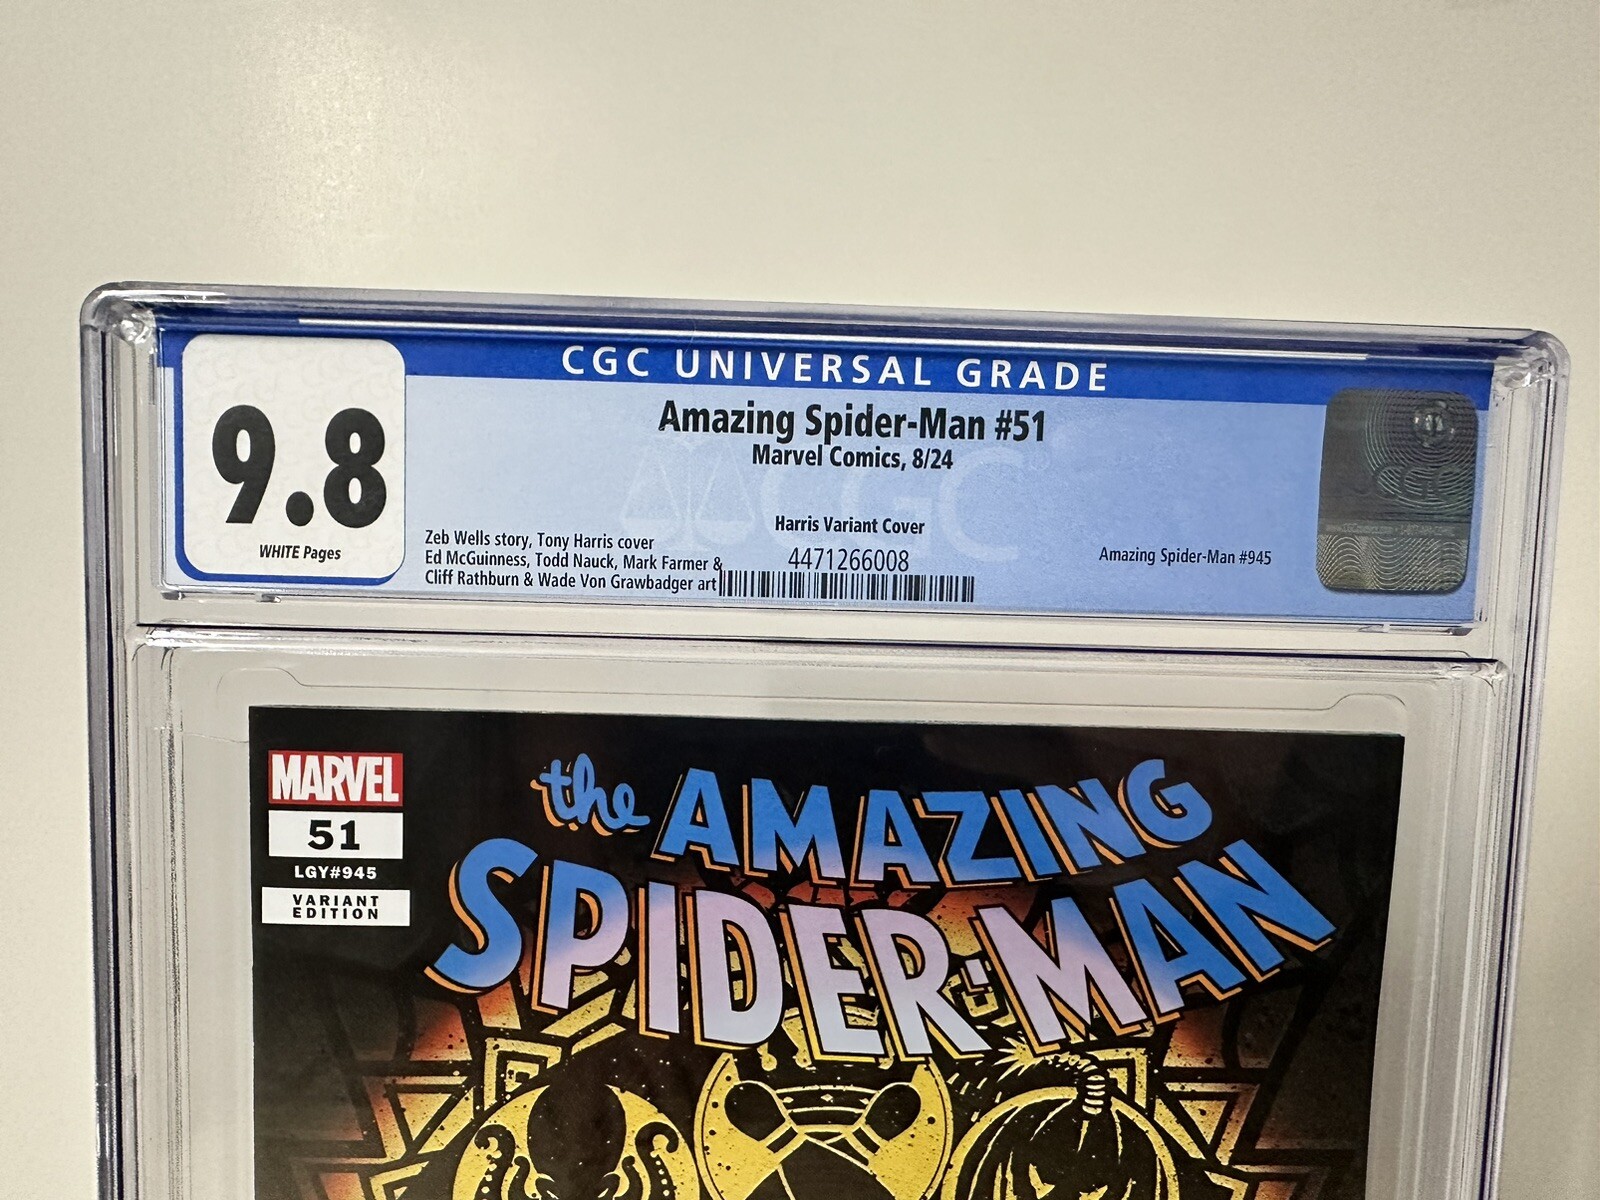 CGC UNIVERSAL GRADE
9.8
WHITE Pages
Amazing Spider-Man #51
Marvel Comics, 8/24
Harris Variant Cover
Zeb Wells story, Tony Harris cover
Ed McGuinness, Todd Nauck, Mark Farmer &
Cliff Rathburn & Wade Von Grawbadger art
4471266008
Amazing Spider-Man #945
CGC
MARVEL
51
LGY#945
VARIANT
EDITION
the AMAZING
SPIDER-MAN